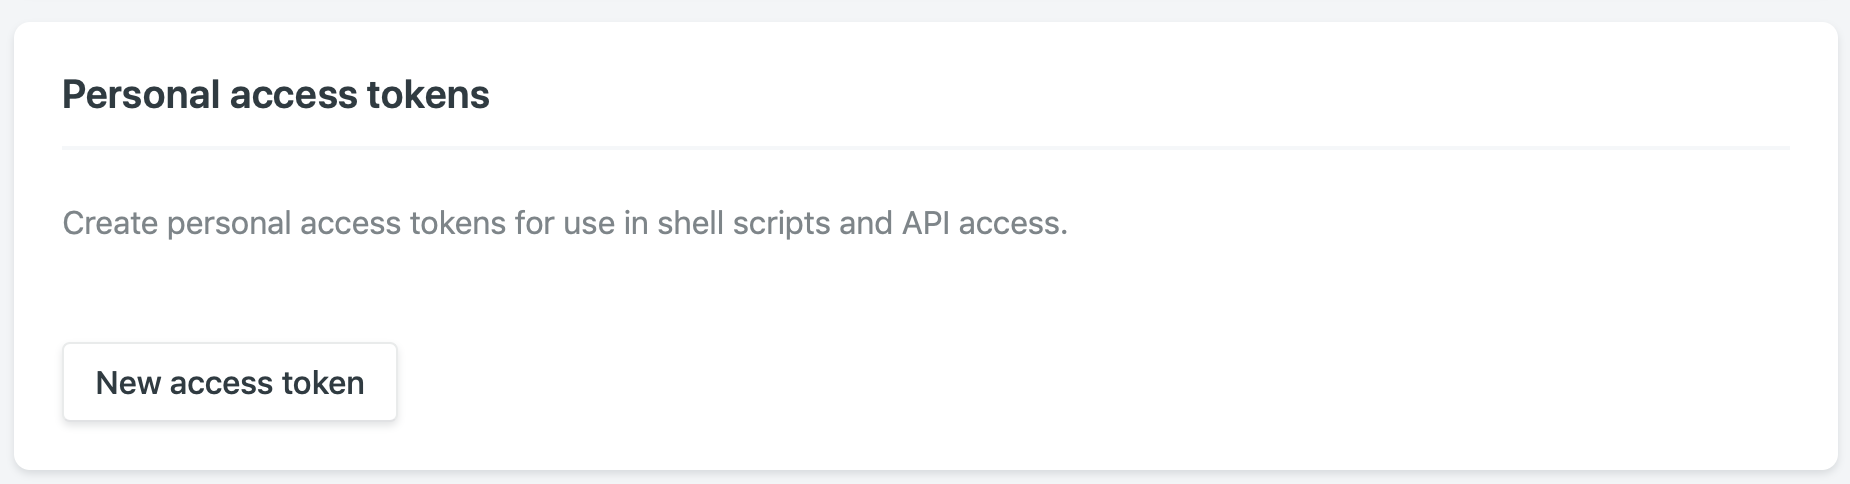 Personal access tokens
Create personal access tokens for use in shell scripts and API access.
New access token